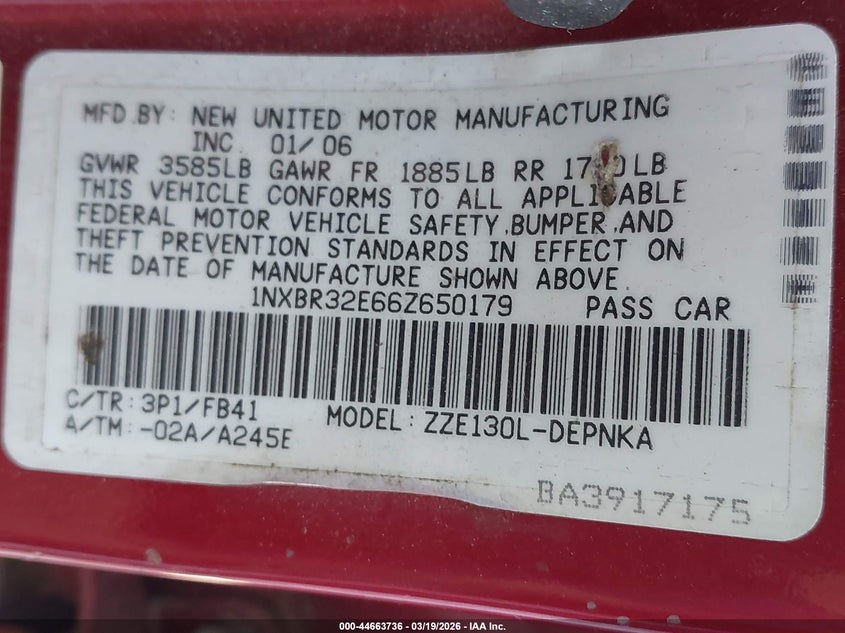 MFD BY: NEW UNITED MOTOR MANUFACTURING
INC 01/06
GVWR 3585LB GAWR FR 1885LB RR LB
THIS VEHICLE CONFORMS TO ALL APPLICABLE
FEDERAL MOTOR VEHICLE SAFETY,BUMPER,AND
THEFT PREVENTION STANDARDS IN EFFECT ON
THE DATE OF MANUFACTURE SHOWN ABOVE.
1NXBR32E66Z650179 PASS CAR
C/TR:3P1/FB41 MODEL:ZZE130L-DEPNKA
A/TM:-02A/A245E
BA3917175
000-44663736 - 03/19/2026 - IAA Inc.